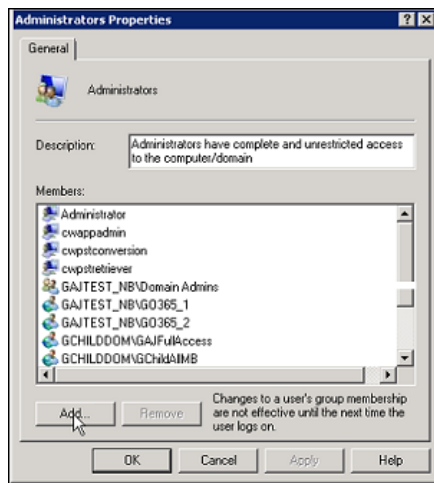 Administrators Properties
General
Administrators
Description:
Administrators have complete and unrestricted access
to the computer/domain
Members:
Administrator
cwappadmin
cwpstconversion
cwpstretriever
GAJTEST_NB\Domain Admins
GAJTEST_NB\GO365_1
GAJTEST_NB\GO365_2
GCHILDDOM\GAJFullAccess
GCHILDDOM\GChildAllMB
Add...
Remove
Changes to a user's group membership
are not effective until the next time the
user logs on.
OK
Cancel
Apply
Help